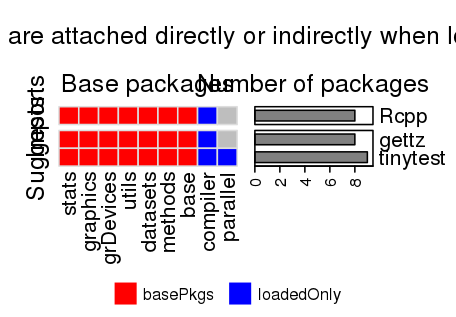 are attached directly or indirectly when
Base packages
Number of packages
Imports
Suggests
Rcpp
gettz
tinytest
stats
graphics
grDevices
utils
datasets
methods
base
compiler
parallel
0 2 4 6 8
basePkgs
loadedOnly